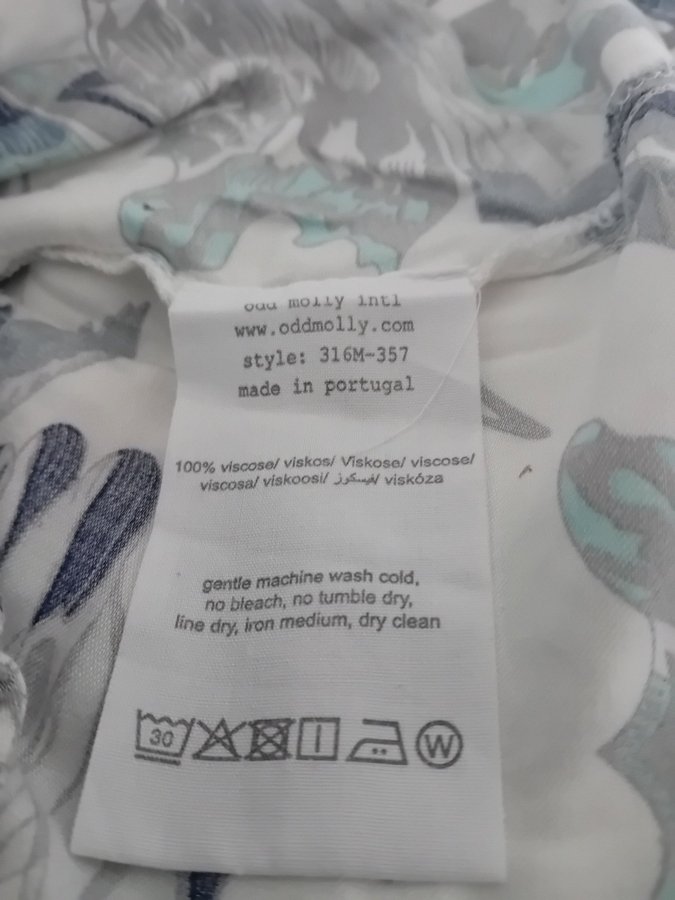 odd molly intl
www.oddmolly.com
style: 316M-357
made in portugal
100% viscose/ viskos/ Viskose/ viscose/
viscosa/ viskoosi/ فيسكوز/ viskóza
gentle machine wash cold,
no bleach, no tumble dry,
line dry, iron medium, dry clean
30 W